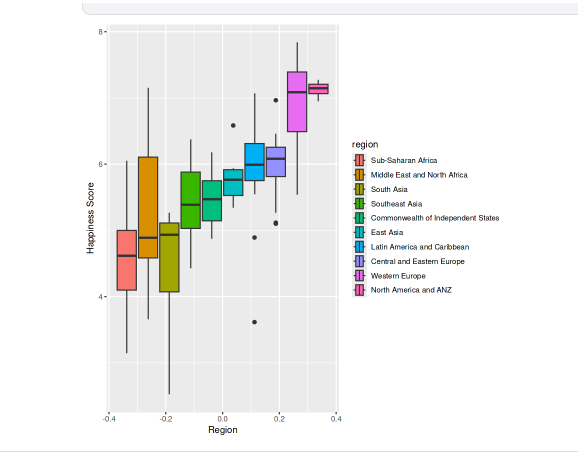 8
6
4
Happiness Score
-0.4
-0.2
0.0
0.2
0.4
Region
region
Sub-Saharan Africa
Middle East and North Africa
South Asia
Southeast Asia
Commonwealth of Independent States
East Asia
Latin America and Caribbean
Central and Eastern Europe
Western Europe
North America and ANZ